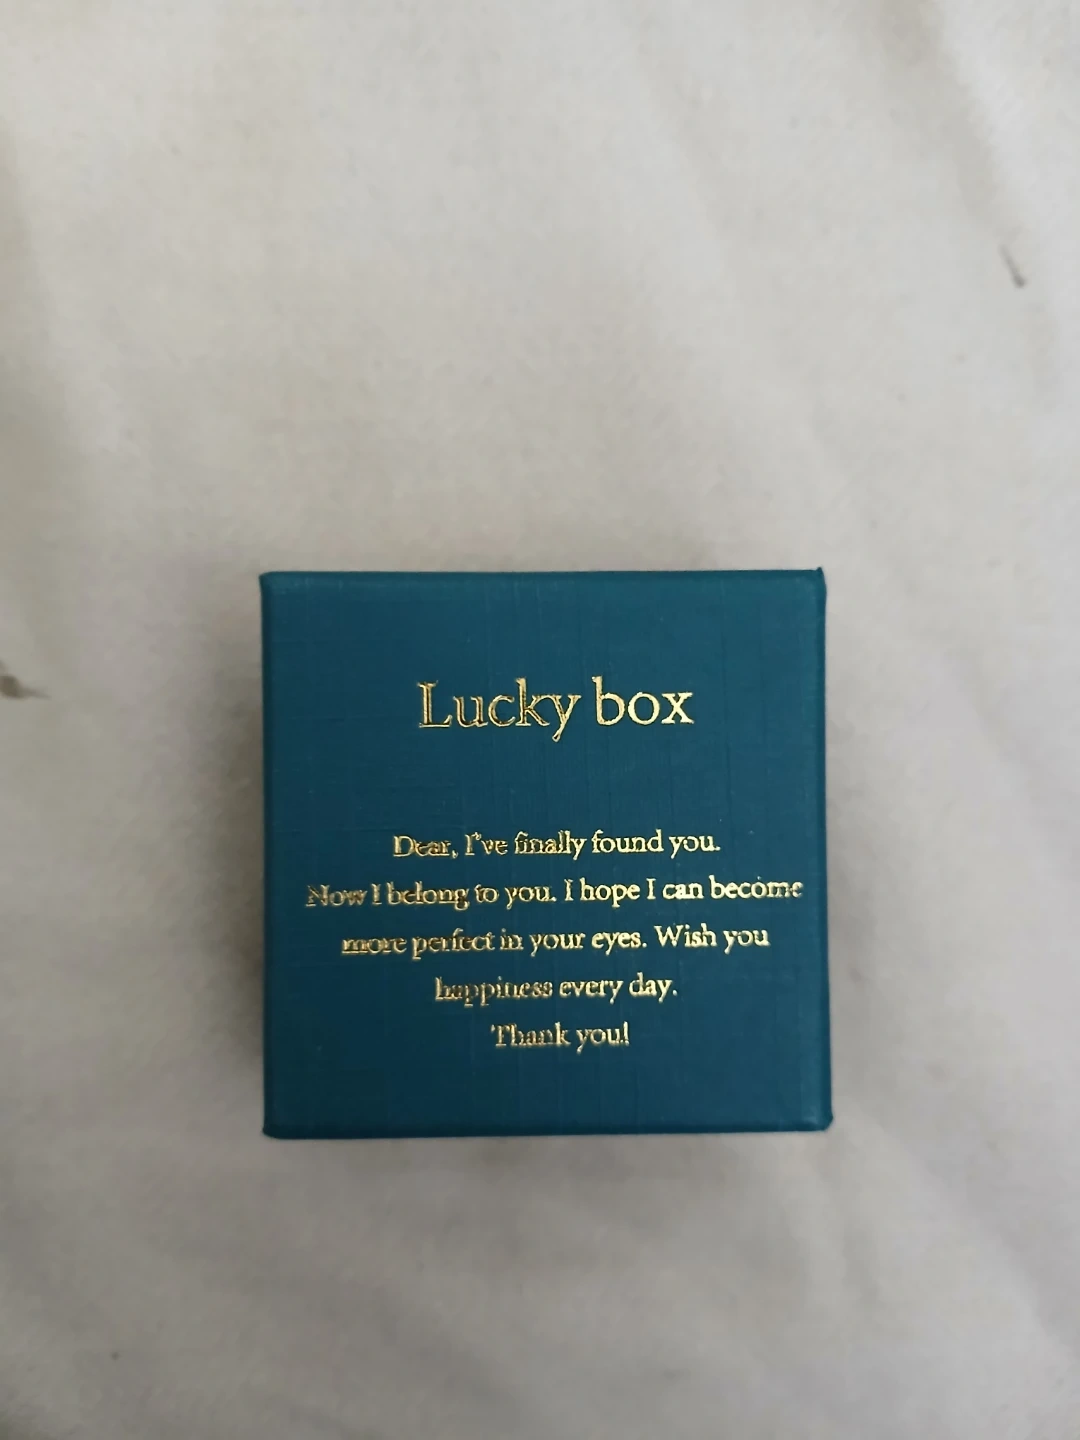 Lucky box
Dear, I've finally found you.
Now I belong to you. I hope I can become
more perfect in your eyes. Wish you
happiness every day.
Thank you!